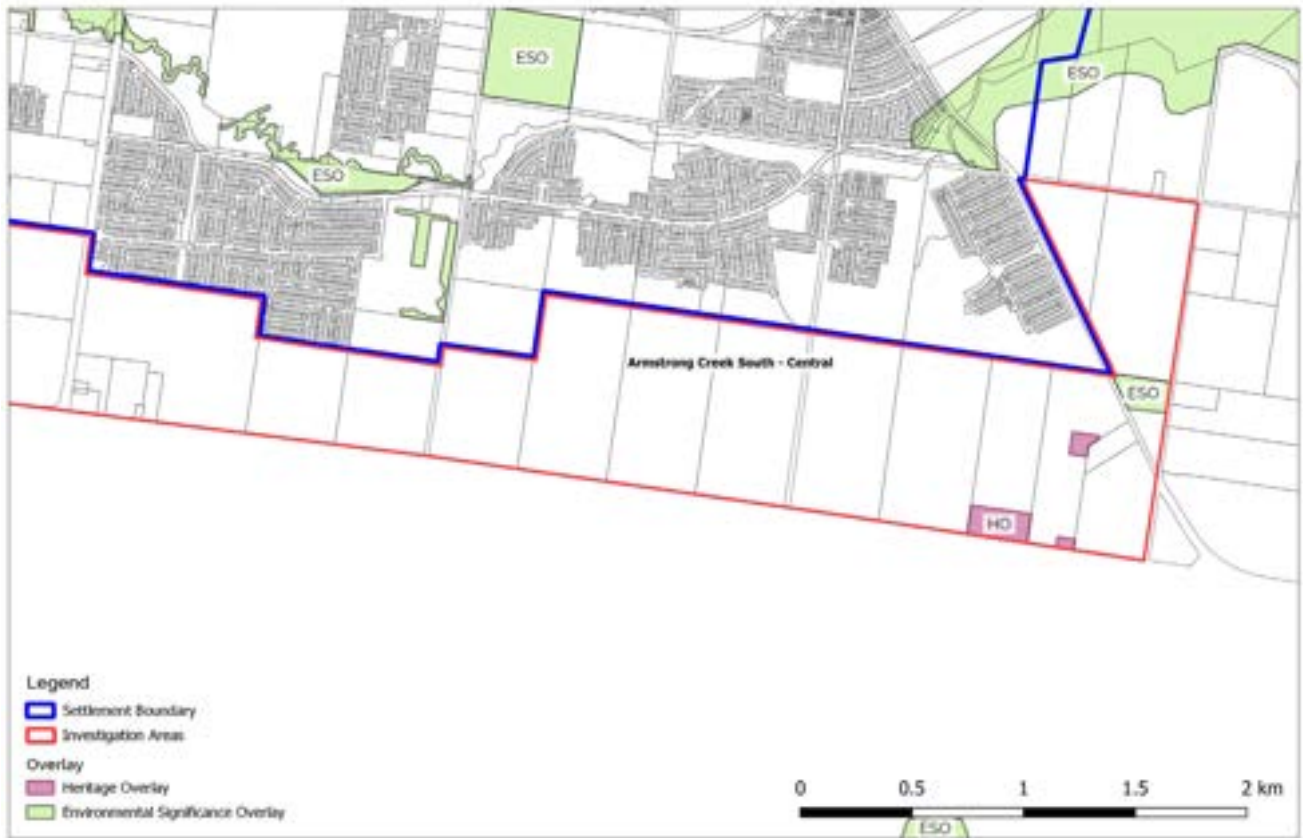 ESO
ESO
ESO
Armstrong Creek South - Central
ESO
HO
Legend
Settlement Boundary
Investigation Areas
Overlay
Heritage Overlay
Environmental Significance Overlay
0 0.5 1 1.5 2 km
ESO